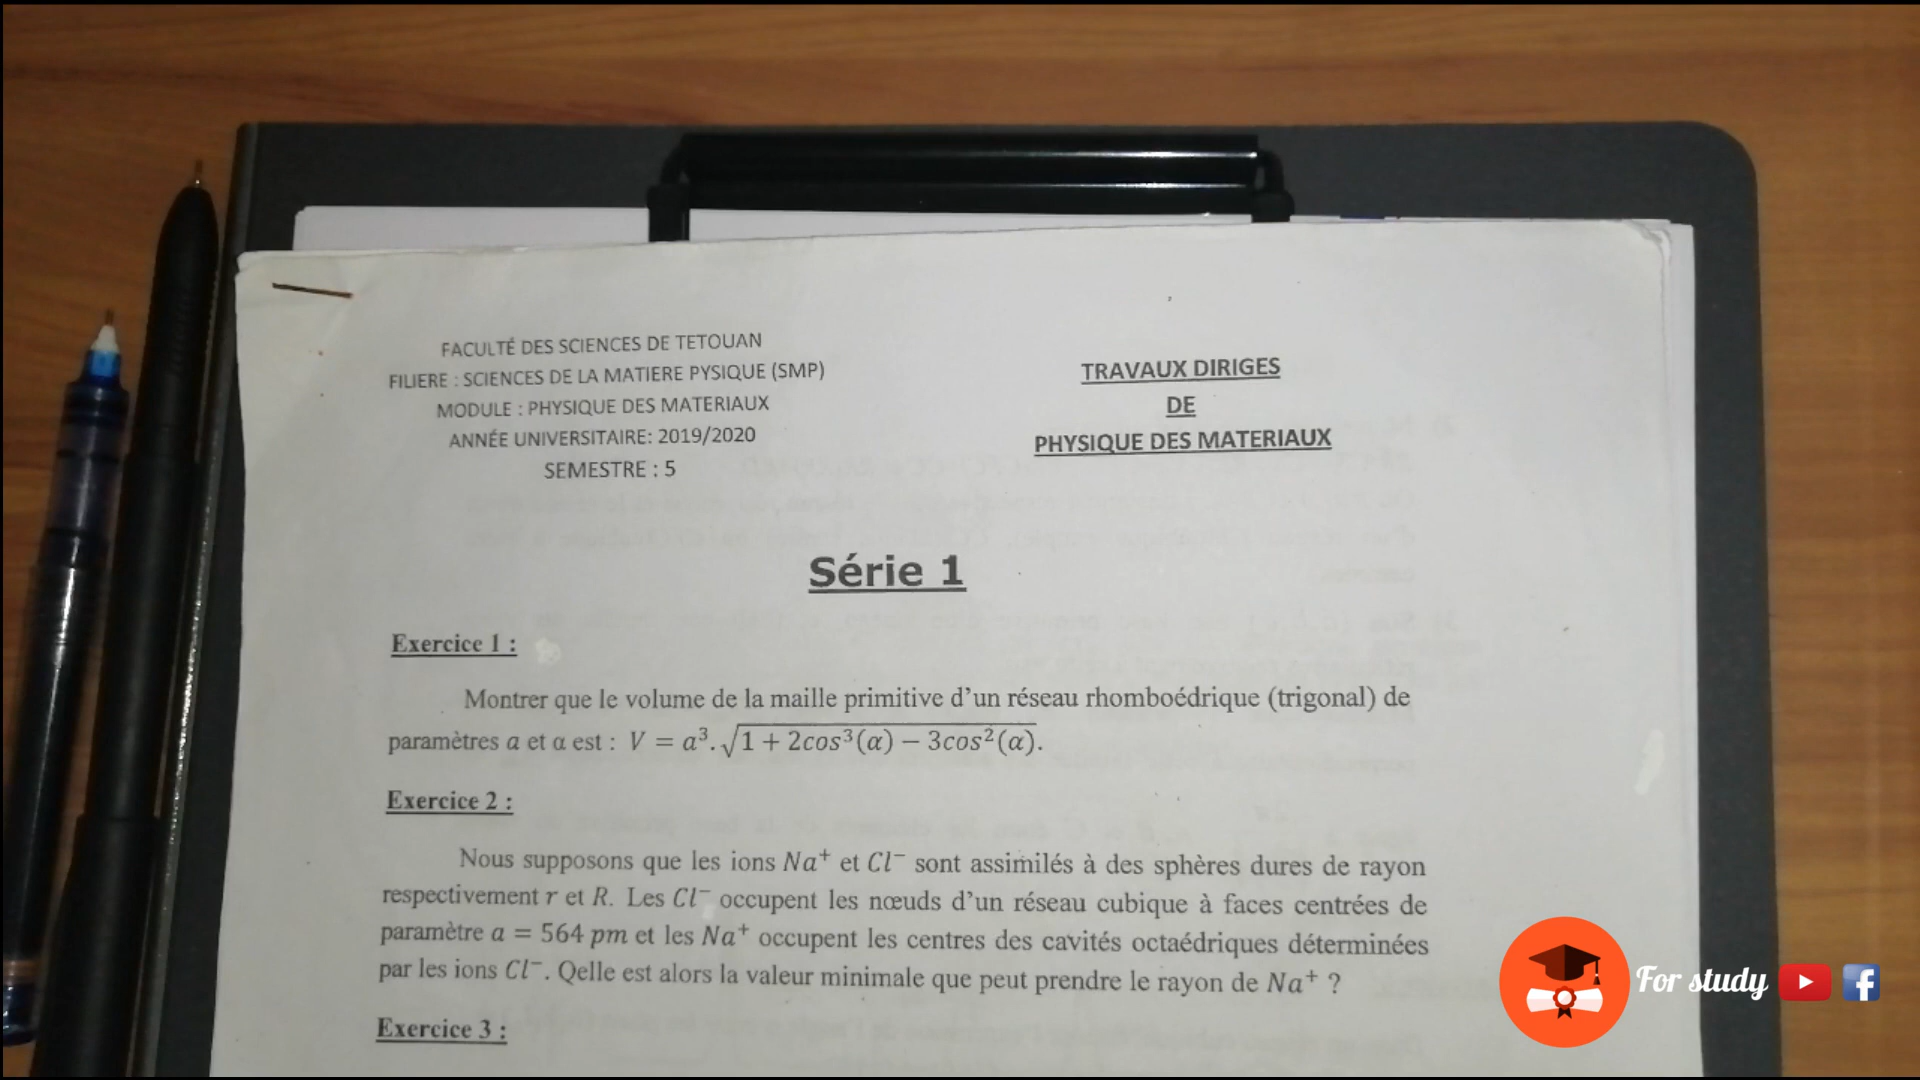 FACULTÉ DES SCIENCES DE TETOUAN
FILIERE : SCIENCES DE LA MATIERE PYSIQUE (SMP)
MODULE : PHYSIQUE DES MATERIAUX
ANNÉE UNIVERSITAIRE: 2019/2020
SEMESTRE : 5
TRAVAUX DIRIGES
DE
PHYSIQUE DES MATERIAUX
Série 1
Exercice 1 :
Montrer que le volume de la maille primitive d'un réseau rhomboédrique (trigonal) de
paramètres a et α est : V = a³.√(1 + 2cos³(α) − 3cos²(α)).
Exercice 2 :
Nous supposons que les ions Na⁺ et Cl⁻ sont assimilés à des sphères dures de rayon
respectivement r et R. Les Cl⁻ occupent les nœuds d'un réseau cubique à faces centrées de
paramètre a = 564 pm et les Na⁺ occupent les centres des cavités octaédriques déterminées
par les ions Cl⁻. Qelle est alors la valeur minimale que peut prendre le rayon de Na⁺ ?
Exercice 3 :
For study